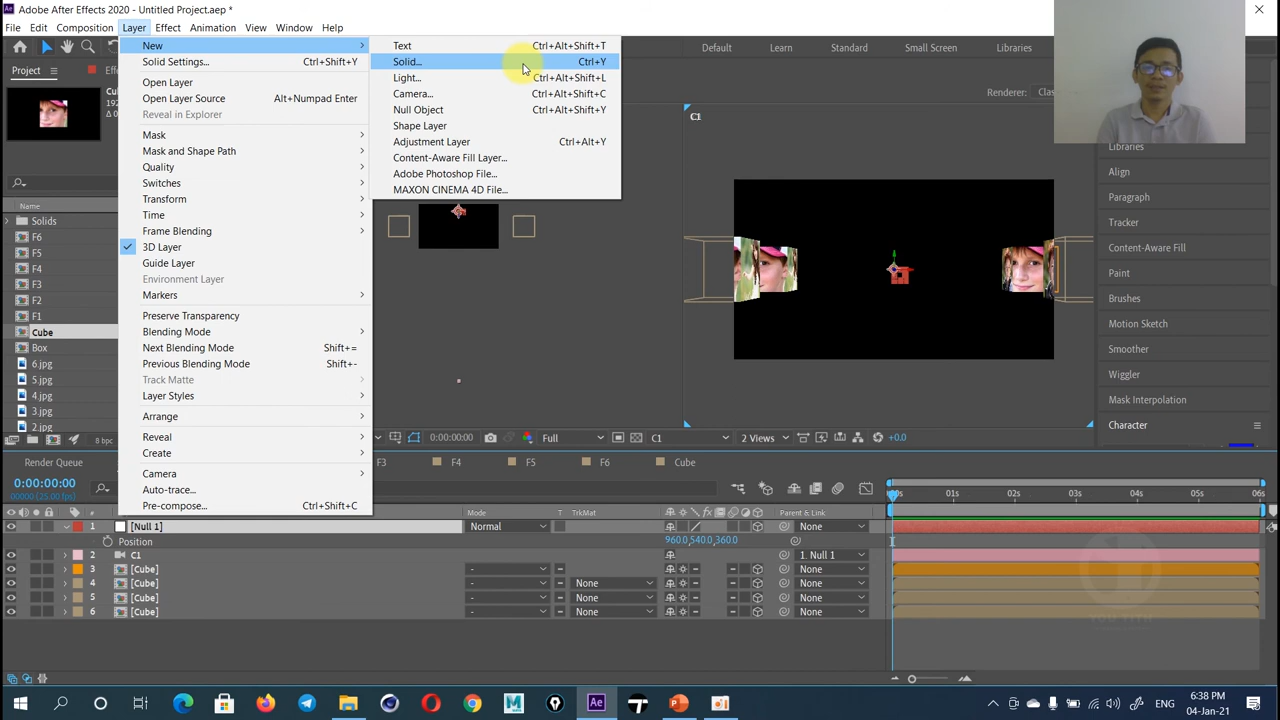 Adobe After Effects 2020 - Untitled Project.aep *
File Edit Composition Layer Effect Animation View Window Help
New
Solid Settings... Ctrl+Shift+Y
Open Layer
Open Layer Source Alt+Numpad Enter
Reveal in Explorer
Mask
Mask and Shape Path
Quality
Switches
Transform
Time
Frame Blending
3D Layer
Guide Layer
Environment Layer
Markers
Preserve Transparency
Blending Mode
Next Blending Mode Shift+=
Previous Blending Mode Shift+-
Track Matte
Layer Styles
Arrange
Reveal
Create
Camera
Auto-trace...
Pre-compose... Ctrl+Shift+C
Text Ctrl+Alt+Shift+T
Solid... Ctrl+Y
Light... Ctrl+Alt+Shift+L
Camera... Ctrl+Alt+Shift+C
Null Object Ctrl+Alt+Shift+Y
Shape Layer
Adjustment Layer Ctrl+Alt+Y
Content-Aware Fill Layer...
Adobe Photoshop File...
MAXON CINEMA 4D File...
Default Learn Standard Small Screen Libraries
Renderer:
Project
Name
Solids
F6
F5
F4
F3
F2
F1
Cube
Box
6.jpg
5.jpg
4.jpg
3.jpg
2.jpg
8 bpc
C1
Libraries
Align
Paragraph
Tracker
Content-Aware Fill
Paint
Brushes
Motion Sketch
Smoother
Wiggler
Mask Interpolation
Character
0:00:00:00 Full C1 2 Views +0.0
Render Queue F3 F4 F5 F6 Cube
0:00:00:00
00000 (25.00 fps)
Mode T TrkMat Parent & Link
01s 02s 03s 04s 05s 06s
1 [Null 1] Normal None
Position 960.0,540.0,360.0
2 C1 1. Null 1
3 [Cube] - None
4 [Cube] - None None
5 [Cube] - None None
6 [Cube] - None None
YOU TITH
Ae
ENG
6:38 PM
04-Jan-21